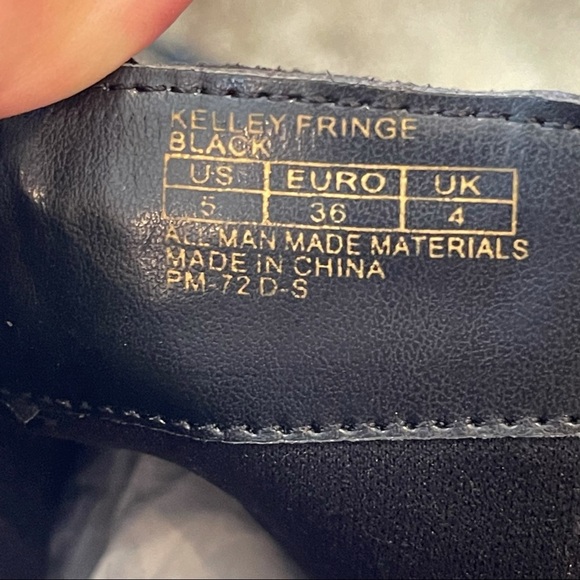 KELLEY FRINGE
BLACK
US EURO UK
5 36 4
ALL MAN MADE MATERIALS
MADE IN CHINA
PM-72 D-S